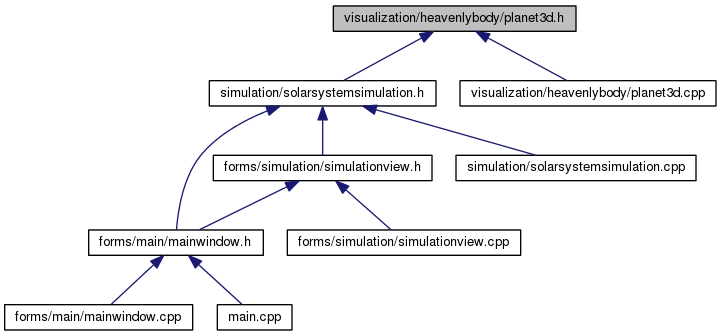 visualization/heavenlybody/planet3d.h
simulation/solarsystemsimulation.h
visualization/heavenlybody/planet3d.cpp
forms/simulation/simulationview.h
simulation/solarsystemsimulation.cpp
forms/main/mainwindow.h
forms/simulation/simulationview.cpp
forms/main/mainwindow.cpp
main.cpp